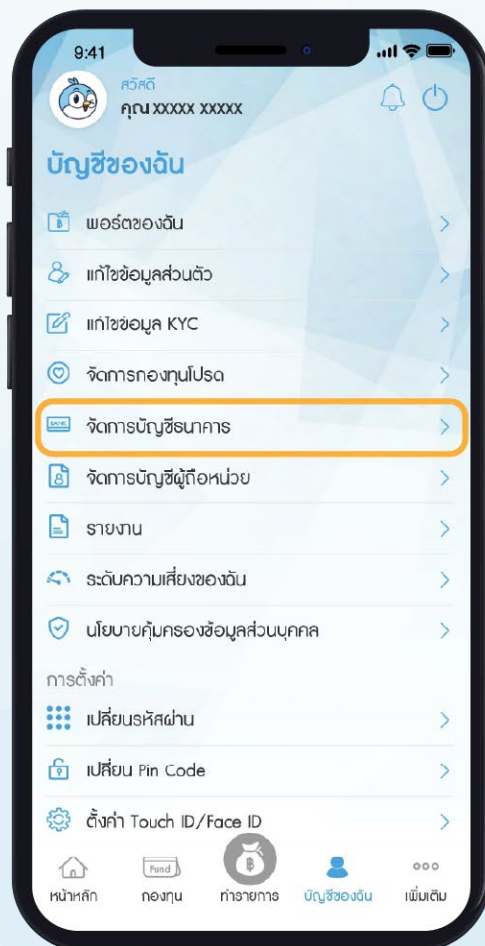 9:41
สวัสดี
คุณ xxxxx xxxxx
บัญชีของฉัน
พอร์ตของฉัน
แก้ไขข้อมูลส่วนตัว
แก้ไขข้อมูล KYC
จัดการกองทุนโปรด
BANK จัดการบัญชีธนาคาร
จัดการบัญชีผู้ถือหน่วย
รายงาน
ระดับความเสี่ยงของฉัน
นโยบายคุ้มครองข้อมูลส่วนบุคคล
การตั้งค่า
เปลี่ยนรหัสผ่าน
เปลี่ยน Pin Code
ตั้งค่า Touch ID/Face ID
Fund
หน้าหลัก กองทุน ทำรายการ บัญชีของฉัน เพิ่มเติม